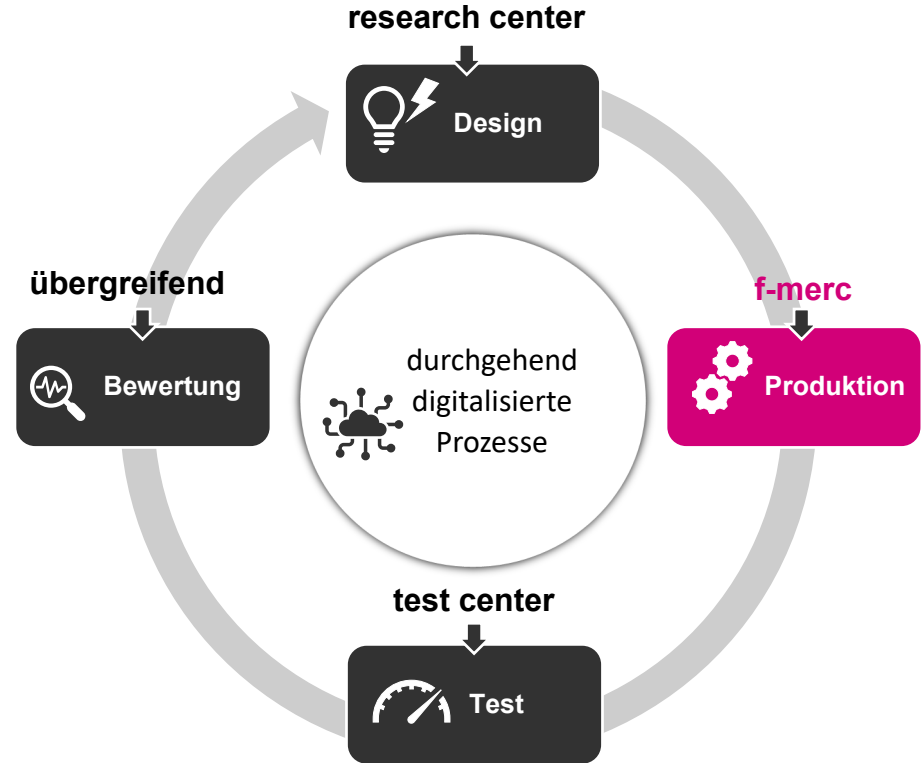 research center
Design
übergreifend
Bewertung
durchgehend
digitalisierte
Prozesse
f-merc
Produktion
test center
Test